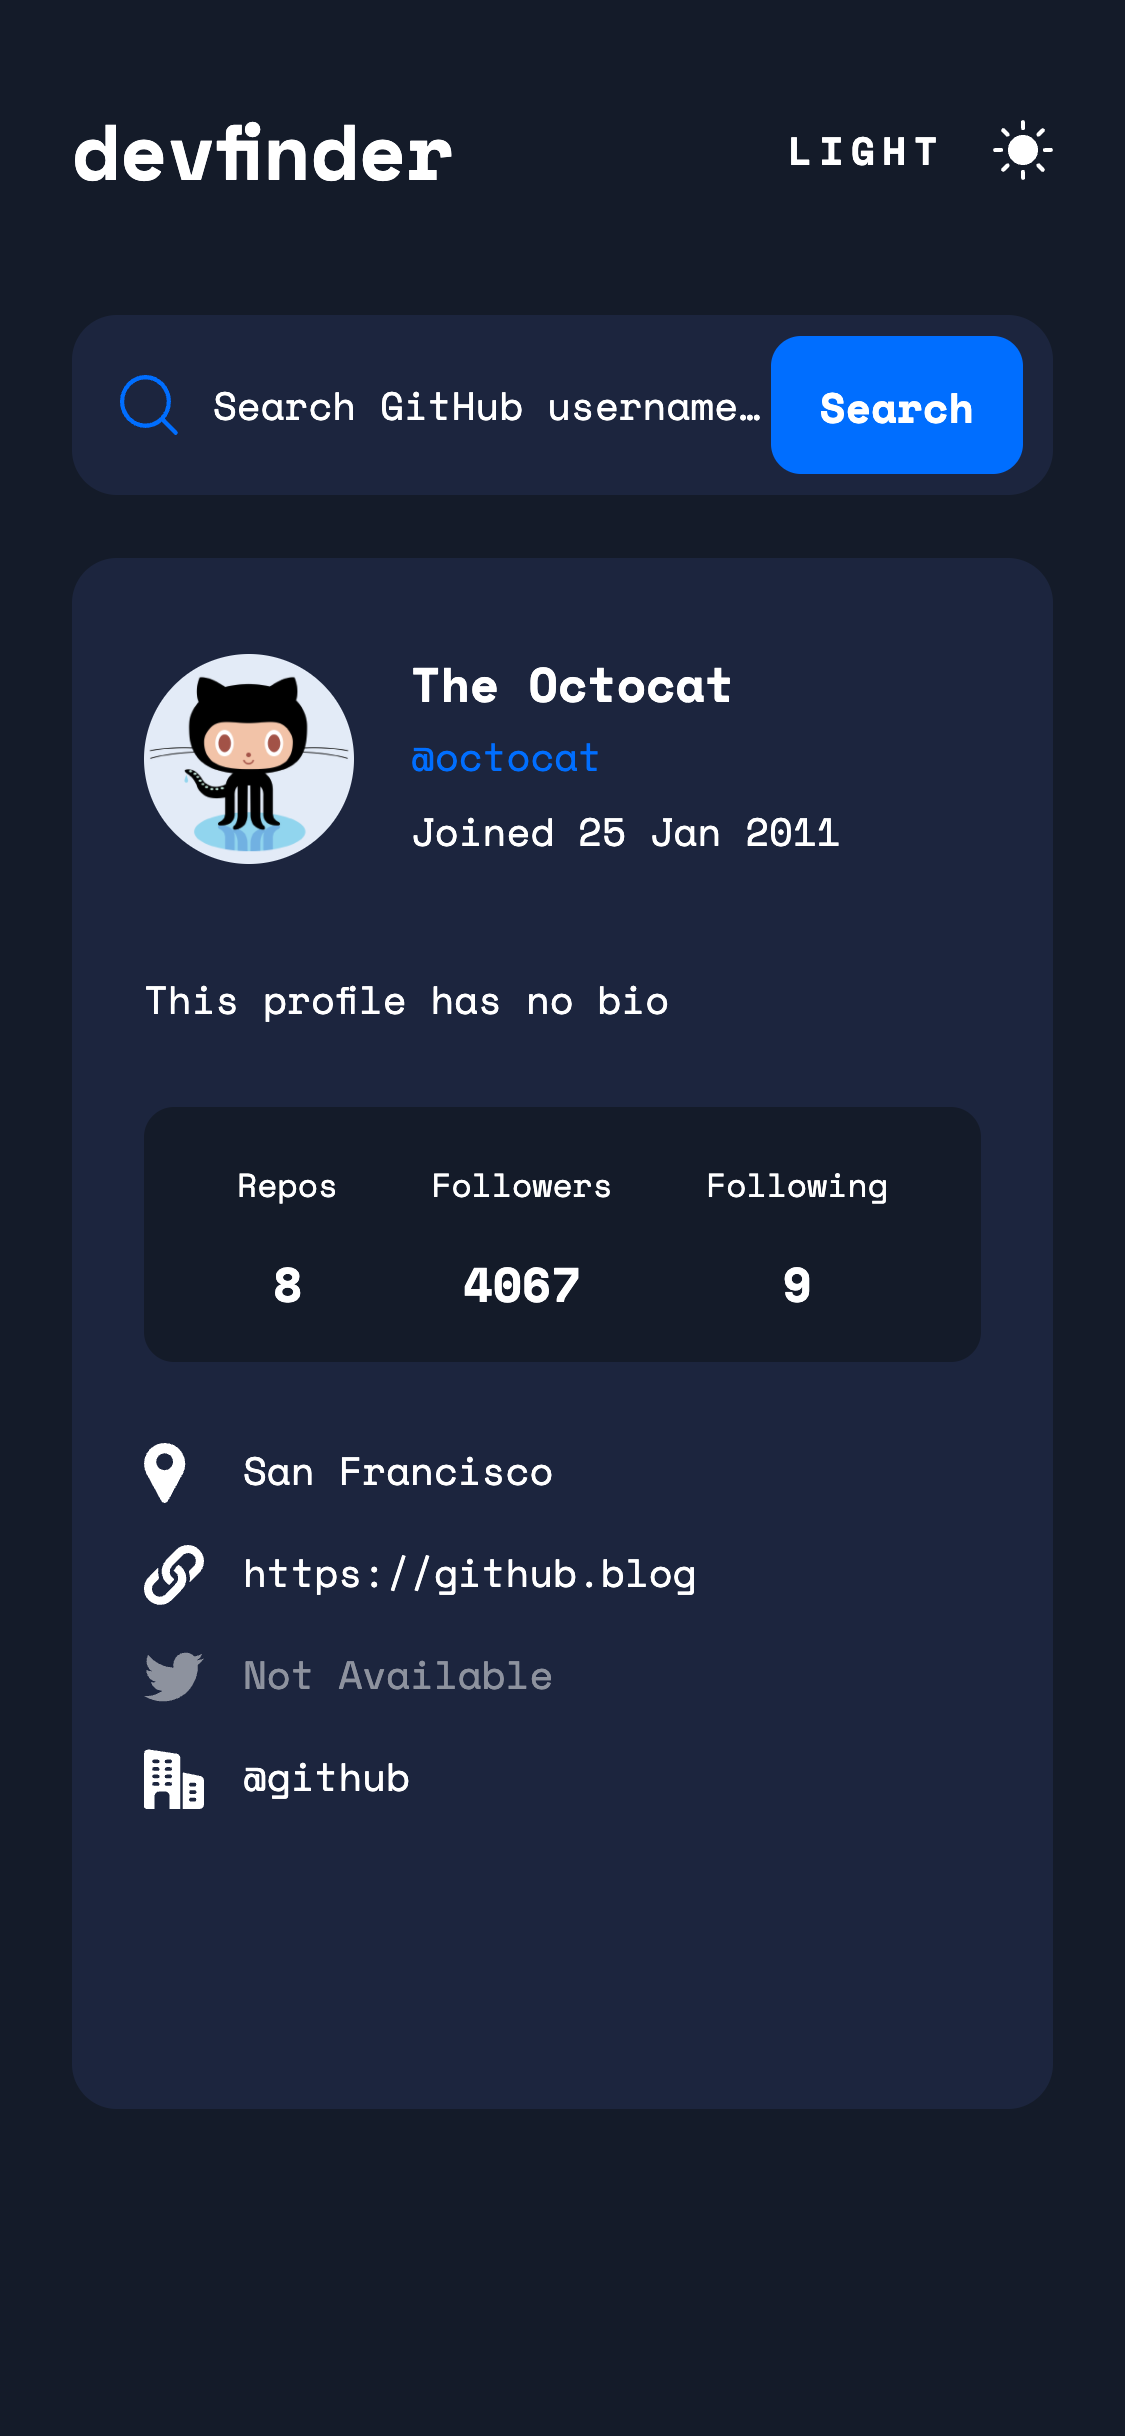 devfinder
LIGHT
Search GitHub username…
Search
The Octocat
@octocat
Joined 25 Jan 2011
This profile has no bio
Repos Followers Following
8 4067 9
San Francisco
https://github.blog
Not Available
@github